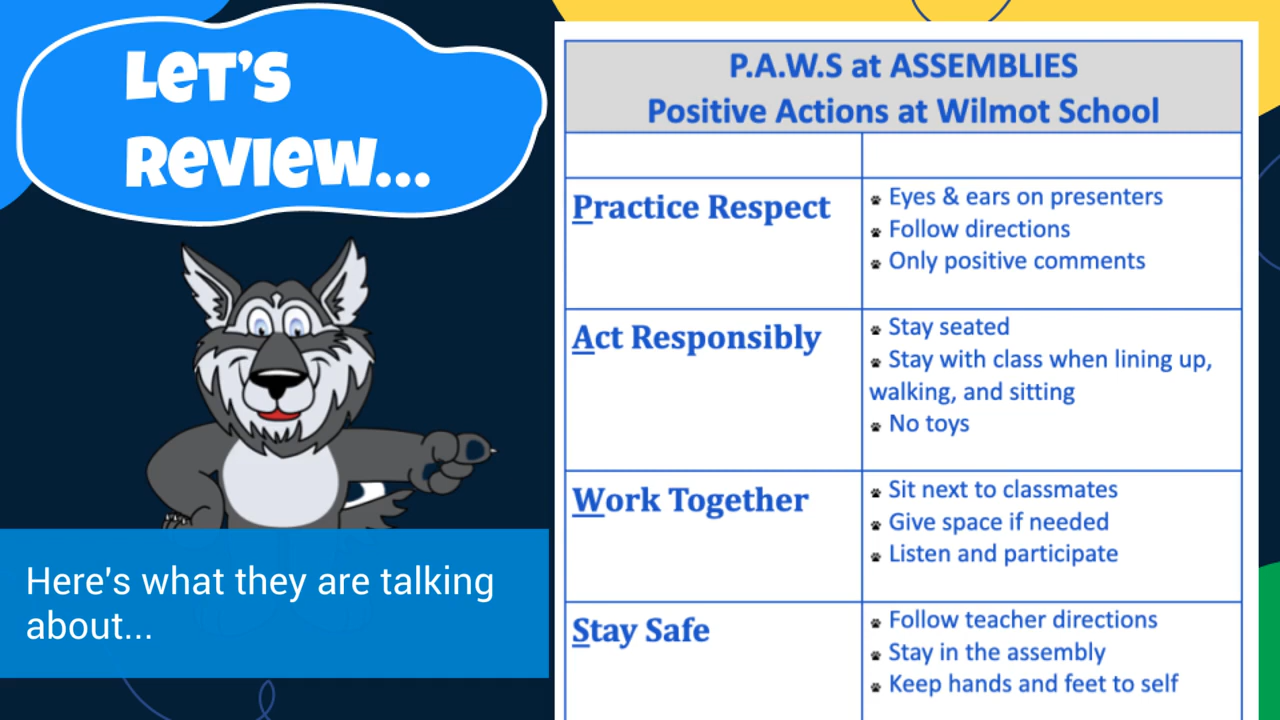 LET'S
REVIEW...
Here's what they are talking
about...
P.A.W.S at ASSEMBLIES
Positive Actions at Wilmot School
Practice Respect
Eyes & ears on presenters
Follow directions
Only positive comments
Act Responsibly
Stay seated
Stay with class when lining up,
walking, and sitting
No toys
Work Together
Sit next to classmates
Give space if needed
Listen and participate
Stay Safe
Follow teacher directions
Stay in the assembly
Keep hands and feet to self